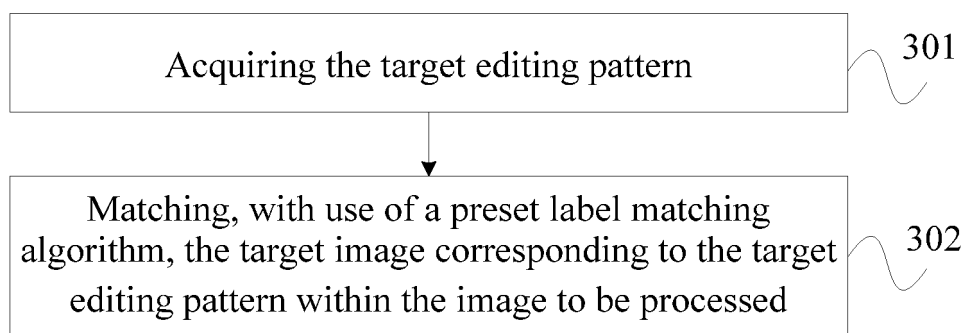 Acquiring the target editing pattern
301
Matching, with use of a preset label matching
algorithm, the target image corresponding to the target
editing pattern within the image to be processed
302